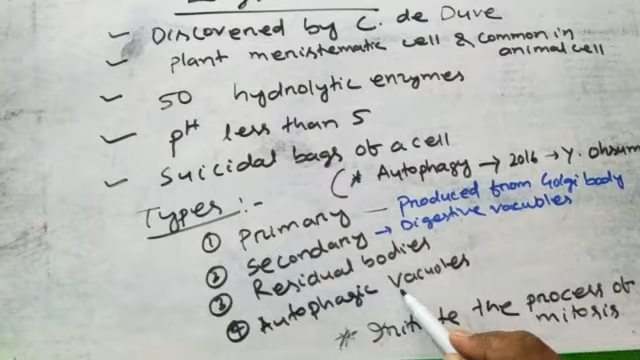 Discovered by C. de Duve
plant meristematic cell & common in
animal cell
50 hydrolytic enzymes
pH less than 5
Suicidal bags of a cell
(* Autophagy → 2016 → Y. Ohsum
Types :-
① Primary — Produced from Golgi body
② Secondary → Digestive vacuoles
③ Residual bodies
④ Autophagic vacuoles
* Initiate the process of
mitosis